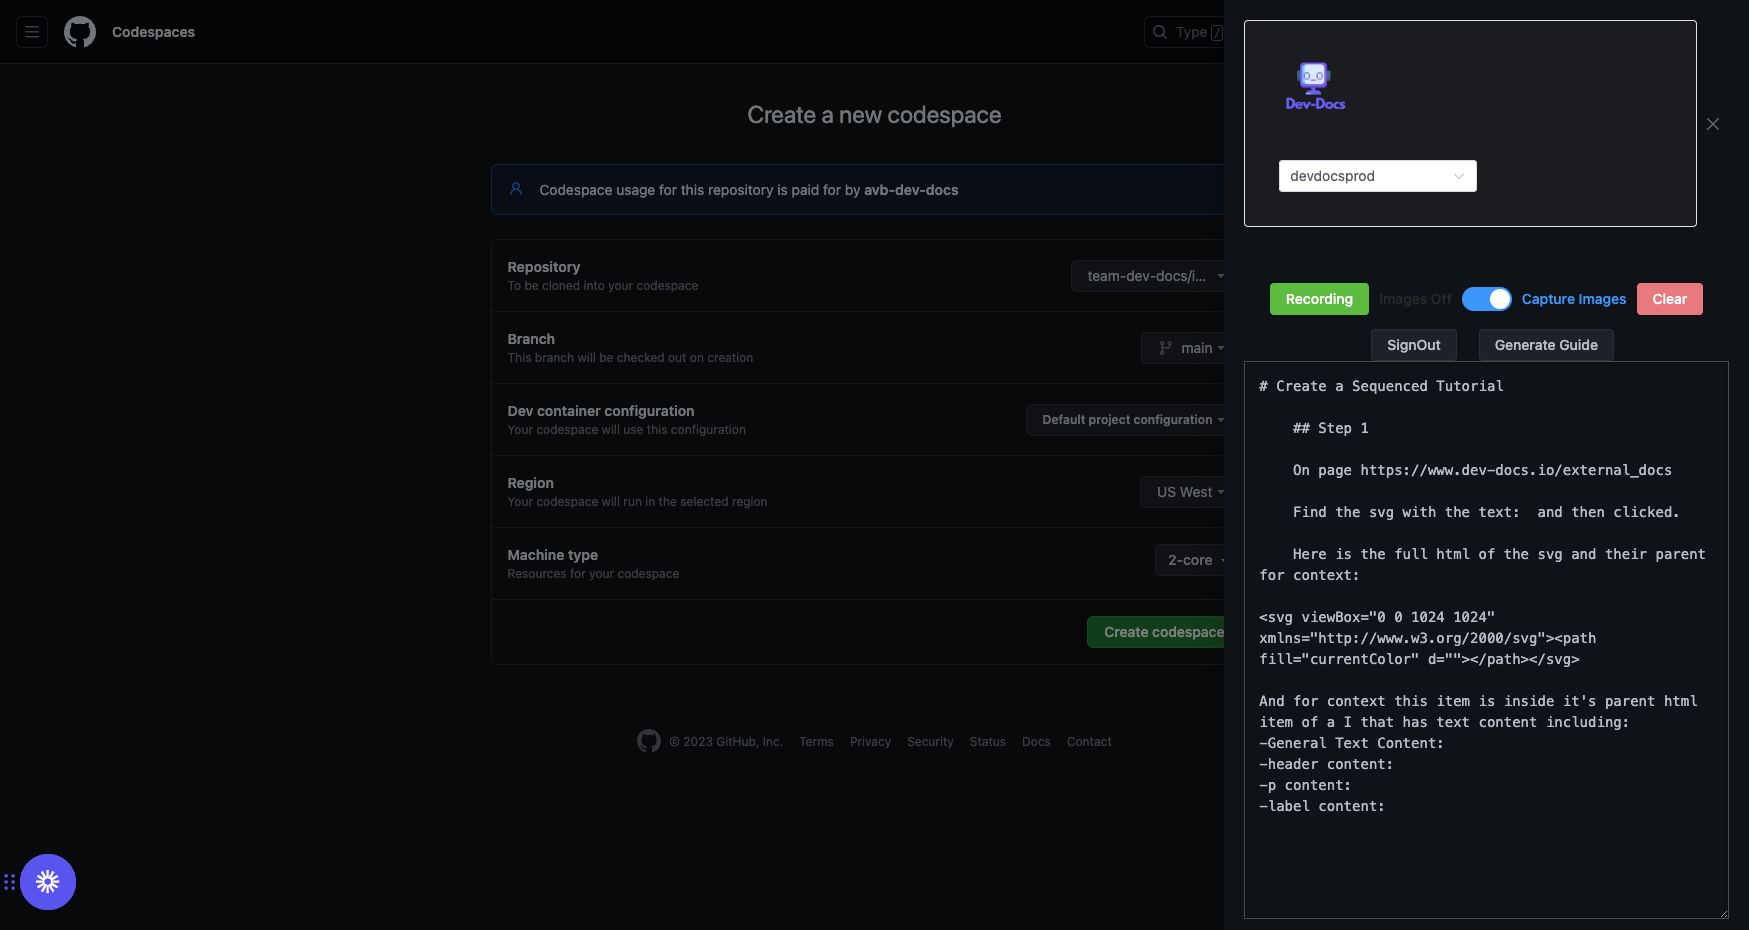 Codespaces
Type /
Create a new codespace
Codespace usage for this repository is paid for by avb-dev-docs
Repository
To be cloned into your codespace
team-dev-docs/i...
Branch
This branch will be checked out on creation
main
Dev container configuration
Your codespace will use this configuration
Default project configuration
Region
Your codespace will run in the selected region
US West
Machine type
Resources for your codespace
2-core
Create codespace
© 2023 GitHub, Inc. Terms Privacy Security Status Docs Contact
Dev-Docs
devdocsprod
Recording Images Off Capture Images Clear
SignOut Generate Guide
# Create a Sequenced Tutorial
## Step 1
On page https://www.dev-docs.io/external_docs
Find the svg with the text:  and then clicked.
Here is the full html of the svg and their parent
for context:
<svg viewBox="0 0 1024 1024"
xmlns="http://www.w3.org/2000/svg"><path
fill="currentColor" d=""></path></svg>
And for context this item is inside it's parent html
item of a I that has text content including:
-General Text Content:
-header content:
-p content:
-label content: